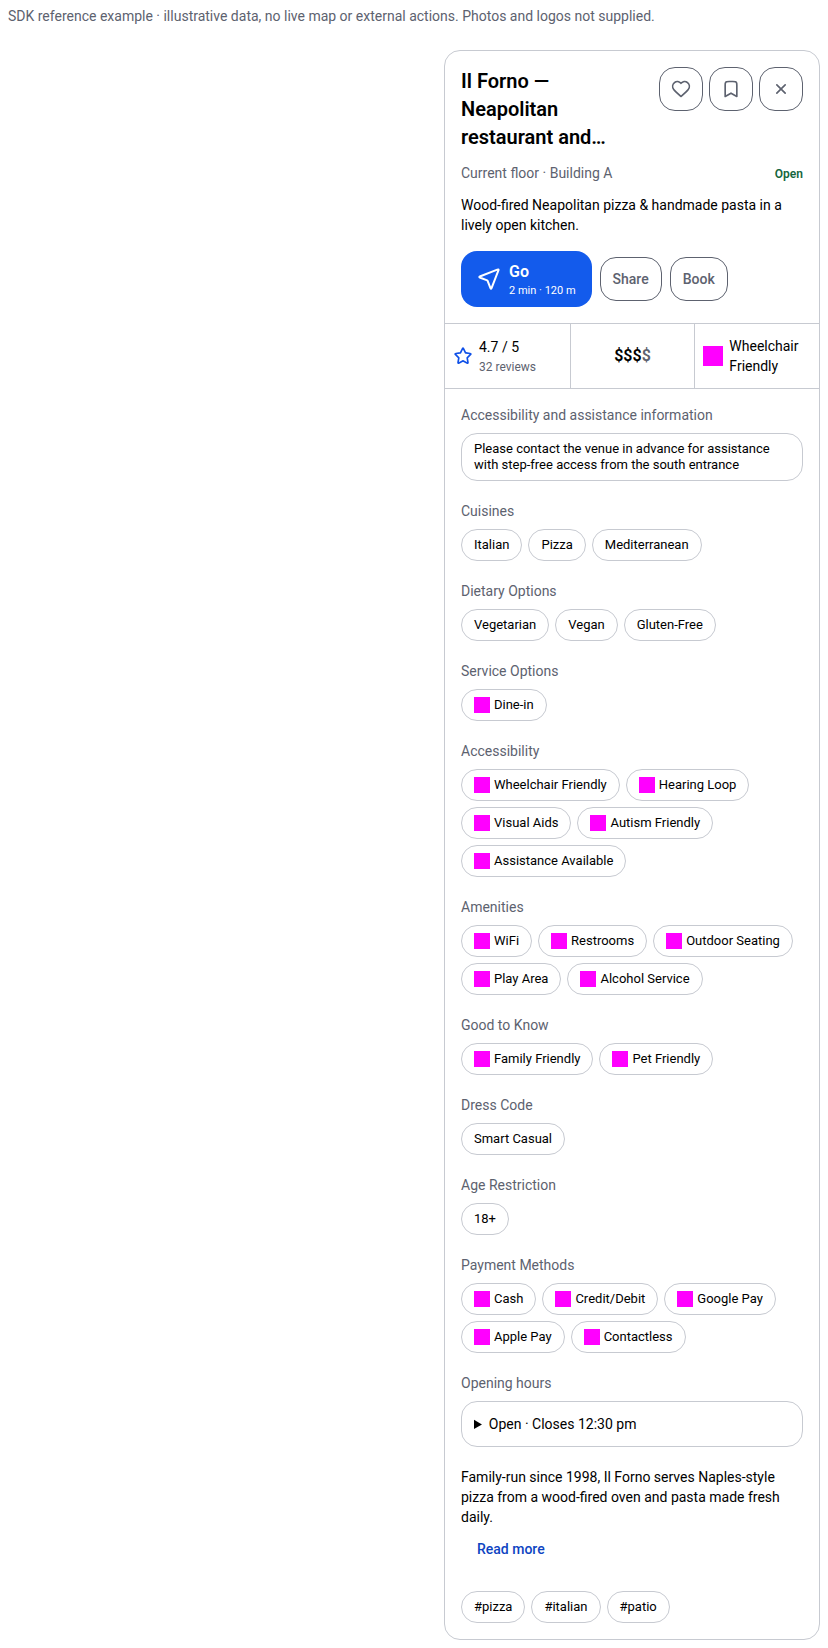 SDK reference example · illustrative data, no live map or external actions. Photos and logos not supplied.
Il Forno —
Neapolitan
restaurant and…
Current floor · Building A
Open
Wood-fired Neapolitan pizza & handmade pasta in a
lively open kitchen.
Go
2 min · 120 m
Share
Book
4.7 / 5
32 reviews
$$$$
Wheelchair
Friendly
Accessibility and assistance information
Please contact the venue in advance for assistance
with step-free access from the south entrance
Cuisines
Italian
Pizza
Mediterranean
Dietary Options
Vegetarian
Vegan
Gluten-Free
Service Options
Dine-in
Accessibility
Wheelchair Friendly
Hearing Loop
Visual Aids
Autism Friendly
Assistance Available
Amenities
WiFi
Restrooms
Outdoor Seating
Play Area
Alcohol Service
Good to Know
Family Friendly
Pet Friendly
Dress Code
Smart Casual
Age Restriction
18+
Payment Methods
Cash
Credit/Debit
Google Pay
Apple Pay
Contactless
Opening hours
Open · Closes 12:30 pm
Family-run since 1998, Il Forno serves Naples-style
pizza from a wood-fired oven and pasta made fresh
daily.
Read more
#pizza
#italian
#patio